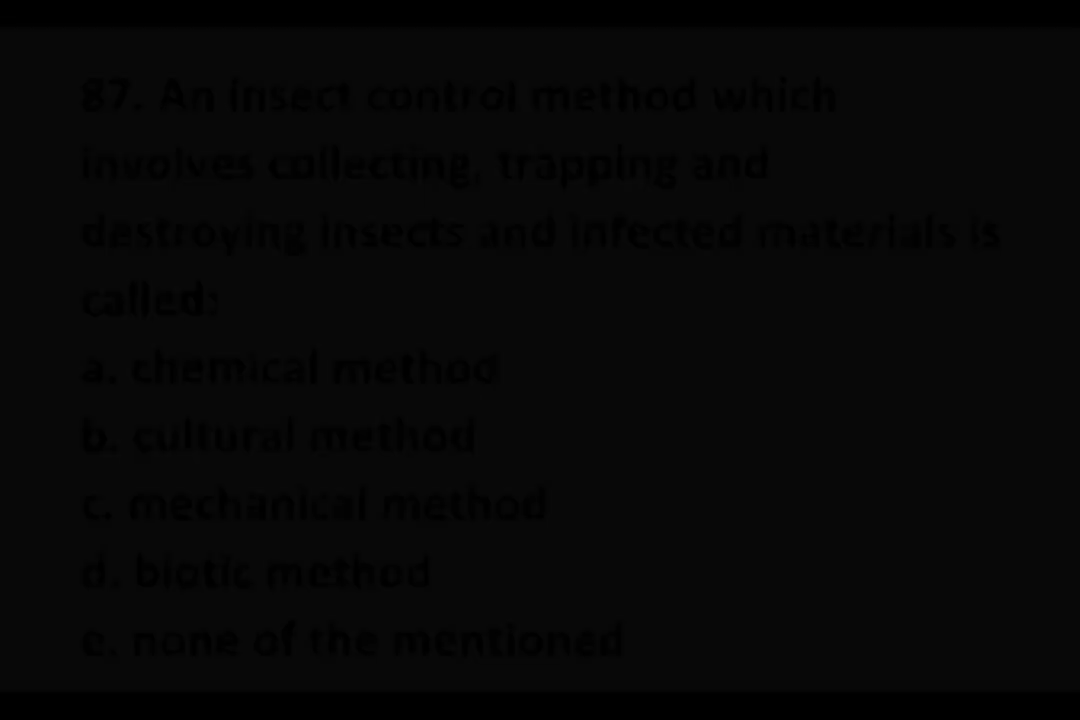 87. An insect control method which
involves collecting, trapping and
destroying insects and infected materials is
called:
a. chemical method
b. cultural method
c. mechanical method
d. biotic method
e. none of the mentioned